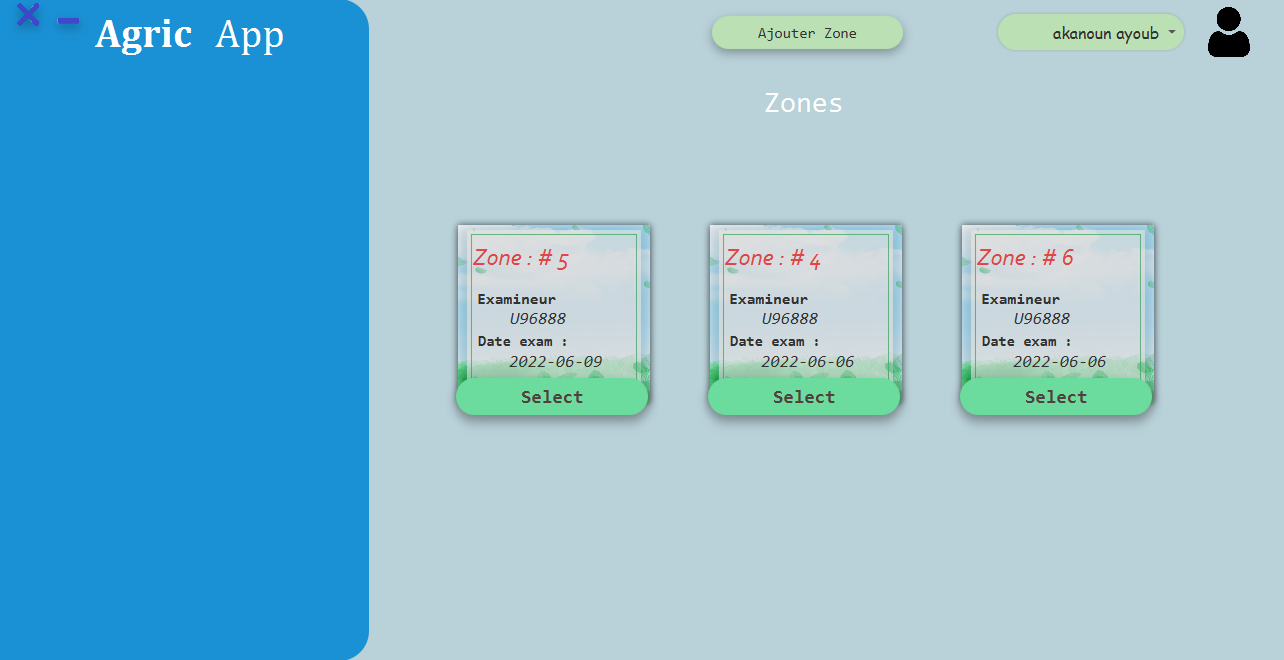 Agric App
Ajouter Zone
akanoun ayoub
Zones
Zone : # 5
Examineur
U96888
Date exam :
2022-06-09
Select
Zone : # 4
Examineur
U96888
Date exam :
2022-06-06
Select
Zone : # 6
Examineur
U96888
Date exam :
2022-06-06
Select